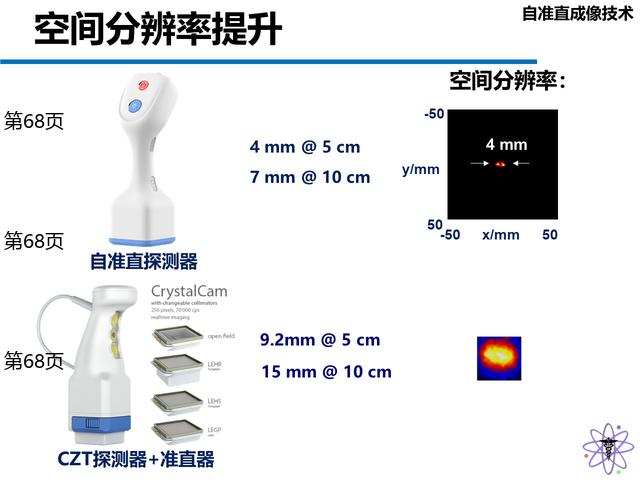 空间分辨率提升
自准直成像技术
空间分辨率：
第68页
4 mm @ 5 cm
7 mm @ 10 cm
-50
4 mm
y/mm
50
-50 x/mm 50
第68页
自准直探测器
CrystalCam
with changeable collimators
256 pixels, 70'000 cps
realtime imaging
open field
LEHR
LEHS
LEGP
第68页
9.2mm @ 5 cm
15 mm @ 10 cm
CZT探测器+准直器